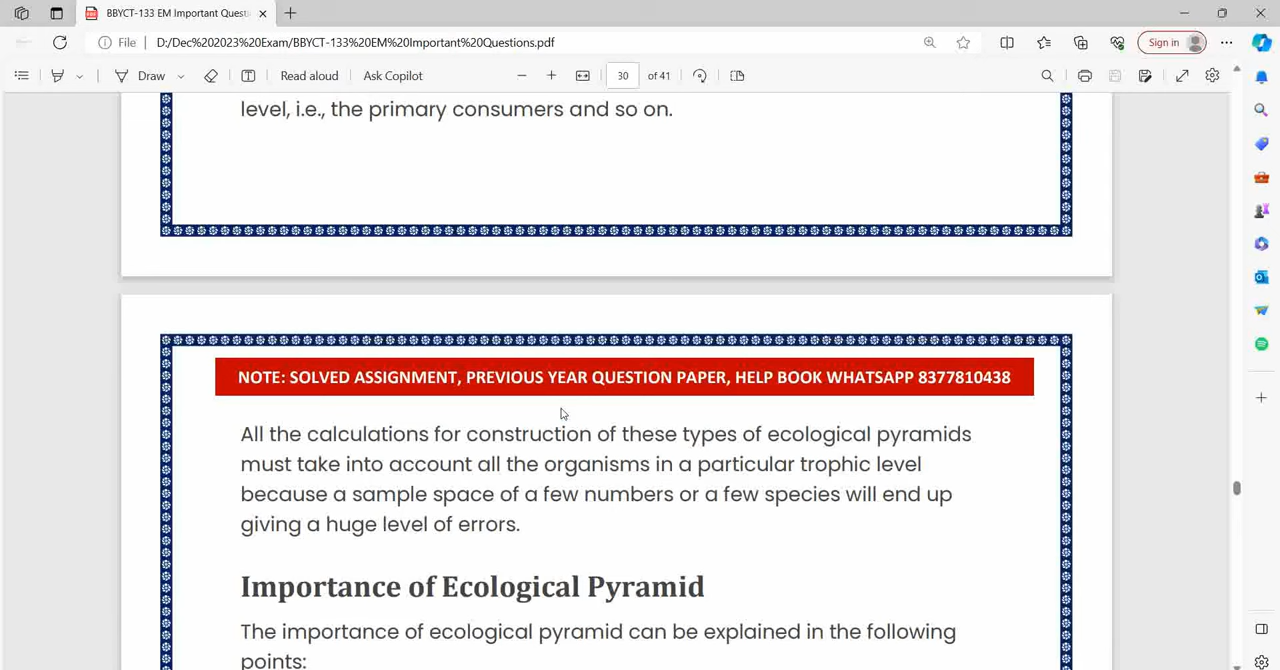 BBYCT-133 EM Important Questi
File
D:/Dec%202023%20Exam/BBYCT-133%20EM%20Important%20Questions.pdf
Sign in
Draw
Read aloud
Ask Copilot
30 of 41
level, i.e., the primary consumers and so on.
NOTE: SOLVED ASSIGNMENT, PREVIOUS YEAR QUESTION PAPER, HELP BOOK WHATSAPP 8377810438
All the calculations for construction of these types of ecological pyramids
must take into account all the organisms in a particular trophic level
because a sample space of a few numbers or a few species will end up
giving a huge level of errors.
Importance of Ecological Pyramid
The importance of ecological pyramid can be explained in the following
points: